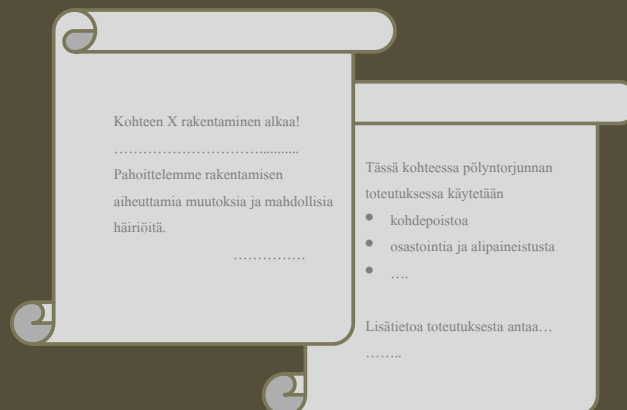 Kohteen X rakentaminen alkaa!
…………………………..........
Pahoittelemme rakentamisen
aiheuttamia muutoksia ja mahdollisia
häiriöitä.
……………
Tässä kohteessa pölyntorjunnan
toteutuksessa käytetään
● kohdepoistoa
● osastointia ja alipaineistusta
● ….
Lisätietoa toteutuksesta antaa…
……..